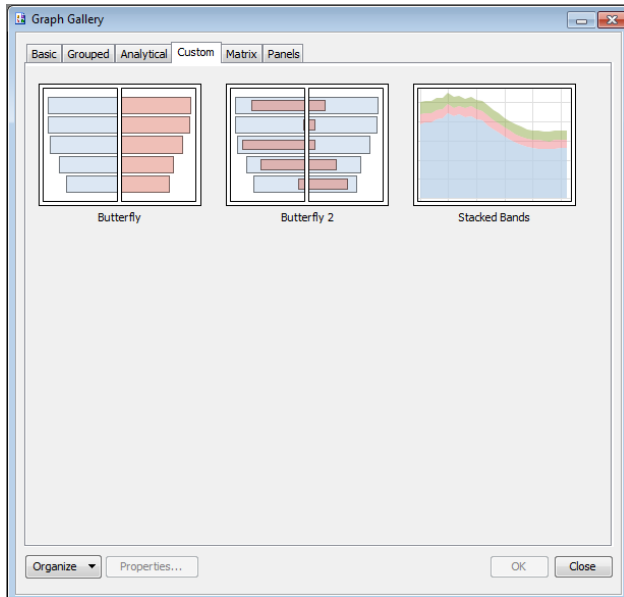 Graph Gallery
Basic Grouped Analytical Custom Matrix Panels
Butterfly Butterfly 2 Stacked Bands
Organize Properties... OK Close